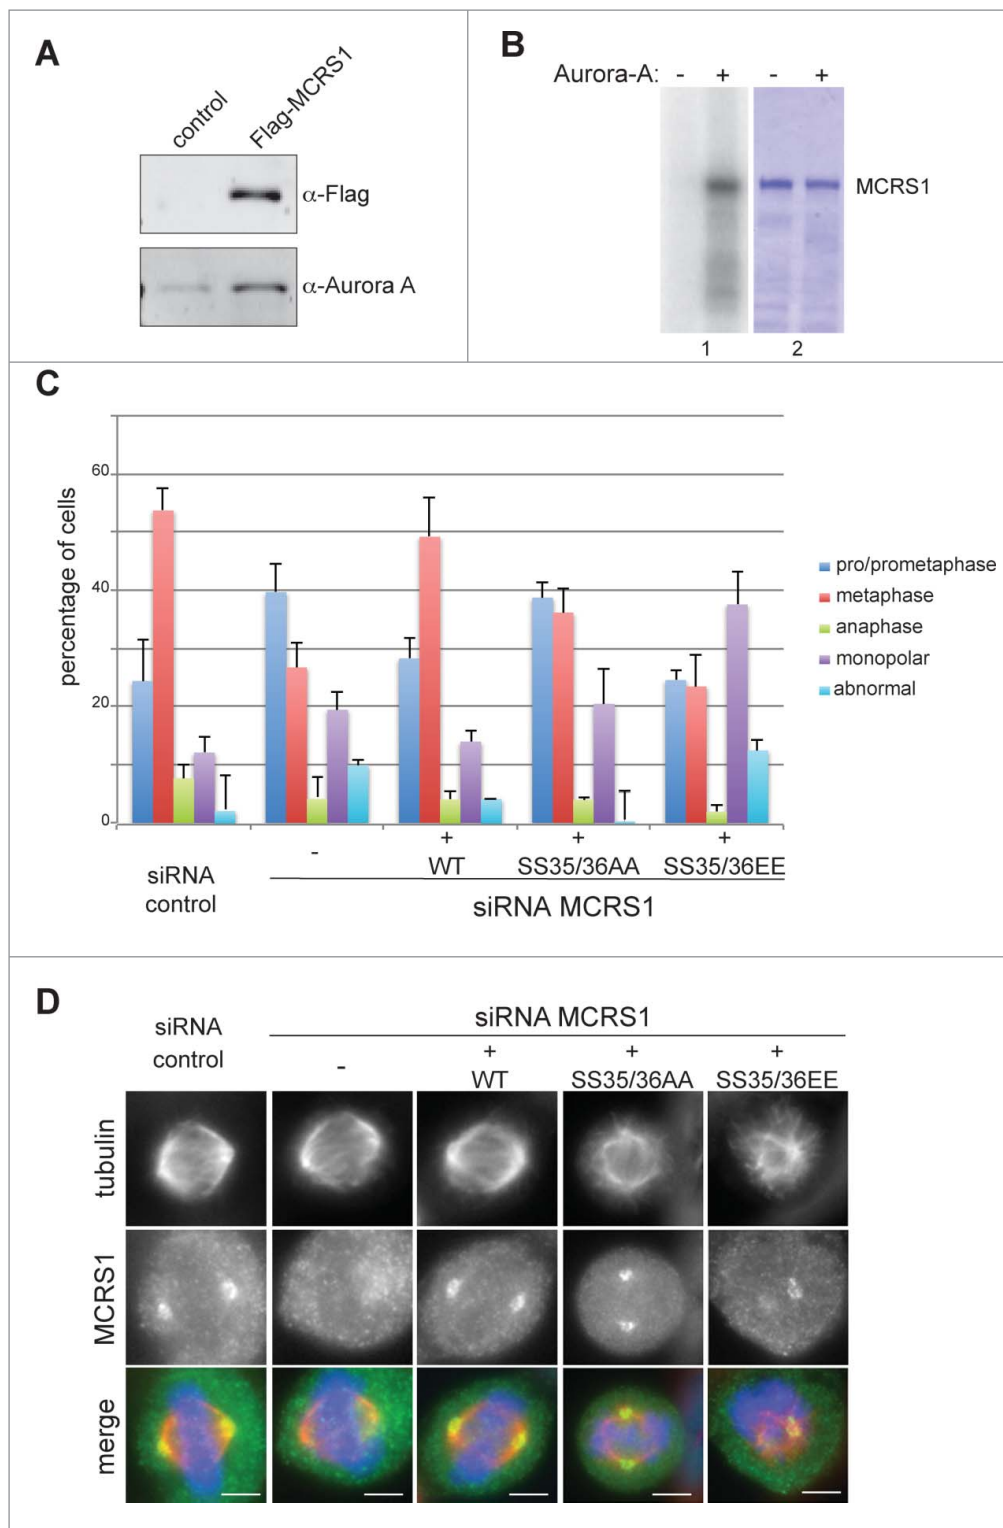 A
control
Flag-MCRS1
α-Flag
α-Aurora A
B
Aurora-A: - + - +
MCRS1
1 2
C
percentage of cells
60
40
20
0
pro/prometaphase
metaphase
anaphase
monopolar
abnormal
siRNA
control
- + + +
WT SS35/36AA SS35/36EE
siRNA MCRS1
D
siRNA
control
siRNA MCRS1
- + + +
WT SS35/36AA SS35/36EE
tubulin
MCRS1
merge